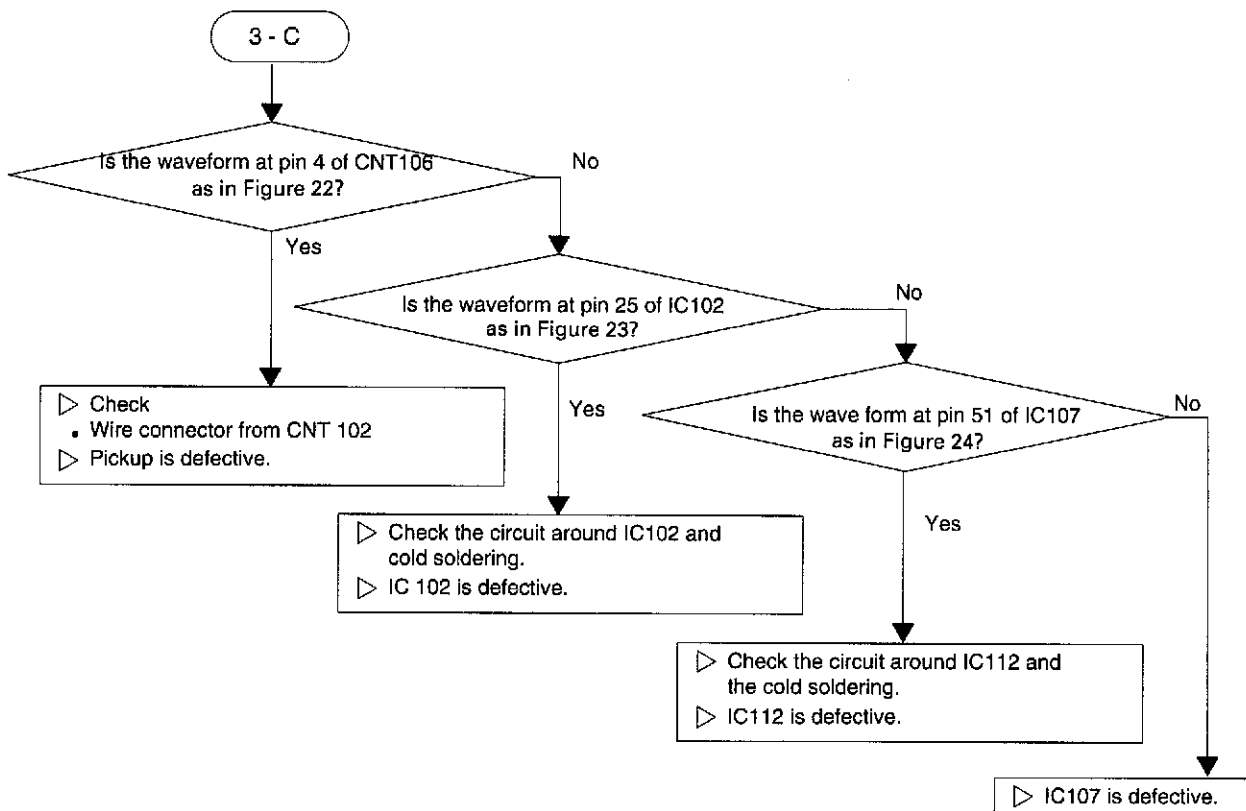 3 - C
Is the waveform at pin 4 of CNT106
as in Figure 22?
No
Yes
Is the waveform at pin 25 of IC102
as in Figure 23?
No
Yes
▷ Check
• Wire connector from CNT 102
▷ Pickup is defective.
Is the wave form at pin 51 of IC107
as in Figure 24?
No
Yes
▷ Check the circuit around IC102 and
cold soldering.
▷ IC 102 is defective.
▷ Check the circuit around IC112 and
the cold soldering.
▷ IC112 is defective.
▷ IC107 is defective.